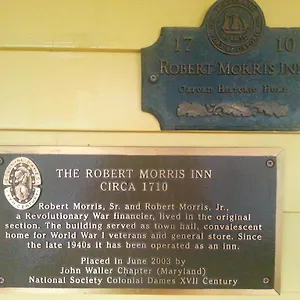 17 10
ROBERT MORRIS INN
OXFORD HISTORIC HOME
THE ROBERT MORRIS INN
CIRCA 1710
Robert Morris, Sr. and Robert Morris, Jr.,
a Revolutionary War financier, lived in the original
section. The building served as town hall, convalescent
home for World War I veterans and general store. Since
the late 1940s it has been operated as an inn.
Placed in June 2003 by
John Waller Chapter (Maryland)
National Society Colonial Dames XVII Century